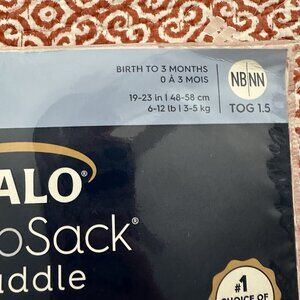 BIRTH TO 3 MONTHS
0 À 3 MOIS
NB NN
19-23 in | 48-58 cm
6-12 lb | 3-5 kg
TOG 1.5
ALO®
oSack®
addle
#1
CHOICE OF